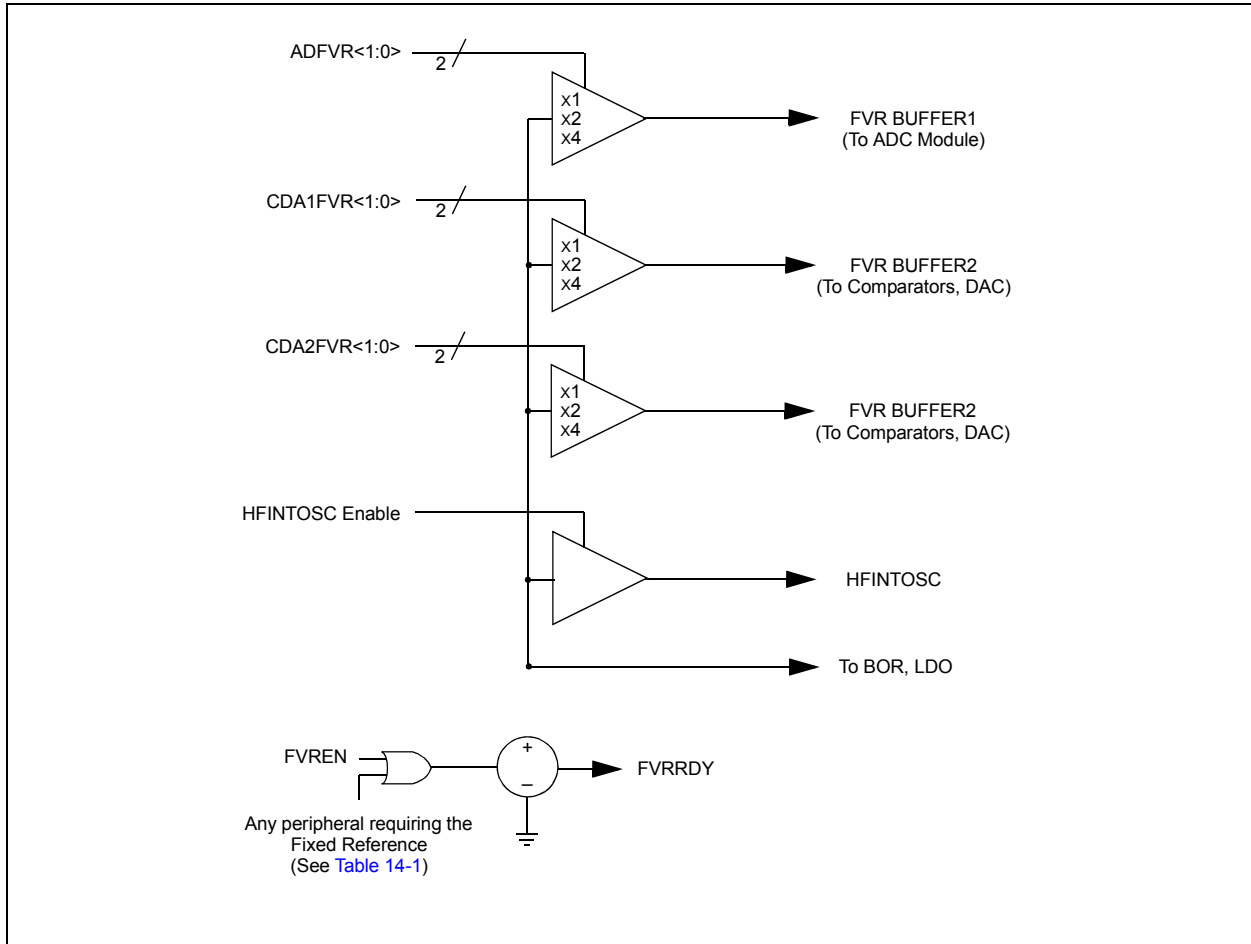 ADFVR<1:0>
2
x1
x2
x4
FVR BUFFER1
(To ADC Module)
CDA1FVR<1:0>
2
x1
x2
x4
FVR BUFFER2
(To Comparators, DAC)
CDA2FVR<1:0>
2
x1
x2
x4
FVR BUFFER2
(To Comparators, DAC)
HFINTOSC Enable
HFINTOSC
To BOR, LDO
FVREN
+
–
FVRRDY
Any peripheral requiring the
Fixed Reference
(See Table 14-1)